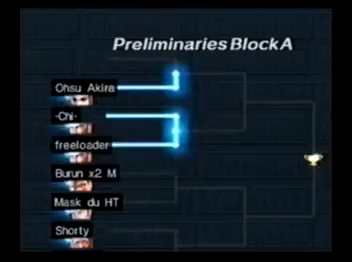 Preliminaries Block A
Ohsu Akira
-Chi-
freeloader
Burun x2 M
Mask du HT
Shorty